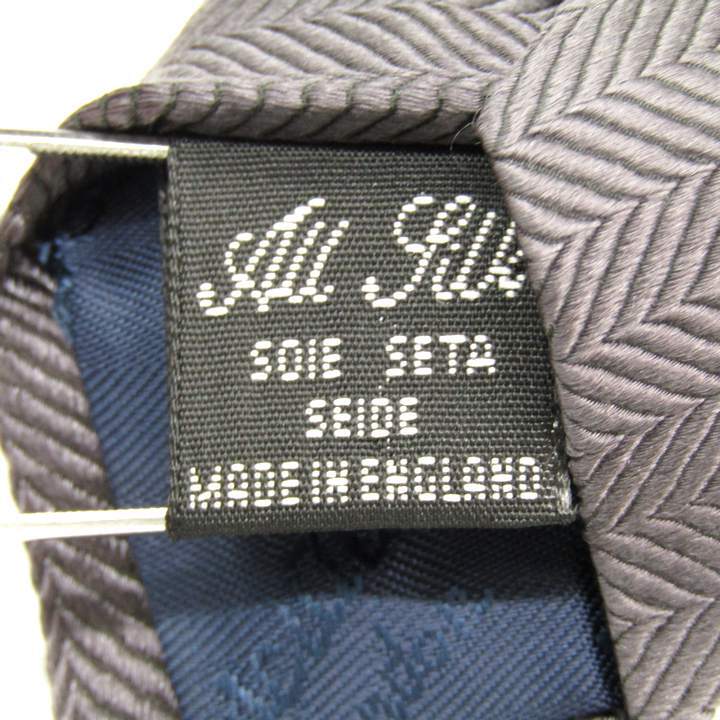 All Silk
SOIE SETA
SEIDE
MADE IN ENGLAND